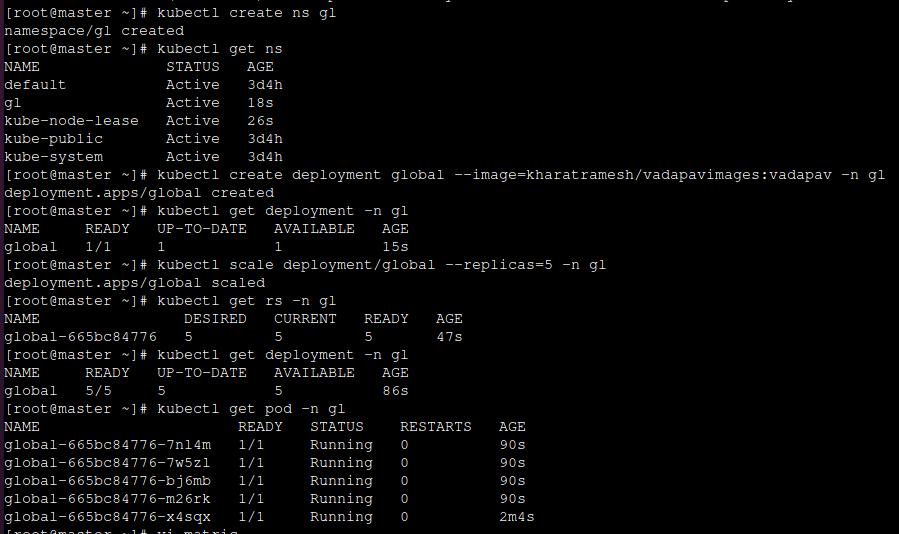 [root@master ~]# kubectl create ns gl
namespace/gl created
[root@master ~]# kubectl get ns
NAME STATUS AGE
default Active 3d4h
gl Active 18s
kube-node-lease Active 26s
kube-public Active 3d4h
kube-system Active 3d4h
[root@master ~]# kubectl create deployment global --image=kharatramesh/vadapavimages:vadapav -n gl
deployment.apps/global created
[root@master ~]# kubectl get deployment -n gl
NAME READY UP-TO-DATE AVAILABLE AGE
global 1/1 1 1 15s
[root@master ~]# kubectl scale deployment/global --replicas=5 -n gl
deployment.apps/global scaled
[root@master ~]# kubectl get rs -n gl
NAME DESIRED CURRENT READY AGE
global-665bc84776 5 5 5 47s
[root@master ~]# kubectl get deployment -n gl
NAME READY UP-TO-DATE AVAILABLE AGE
global 5/5 5 5 86s
[root@master ~]# kubectl get pod -n gl
NAME READY STATUS RESTARTS AGE
global-665bc84776-7nl4m 1/1 Running 0 90s
global-665bc84776-7w5zl 1/1 Running 0 90s
global-665bc84776-bj6mb 1/1 Running 0 90s
global-665bc84776-m26rk 1/1 Running 0 90s
global-665bc84776-x4sqx 1/1 Running 0 2m4s
[root@master ~]# vi